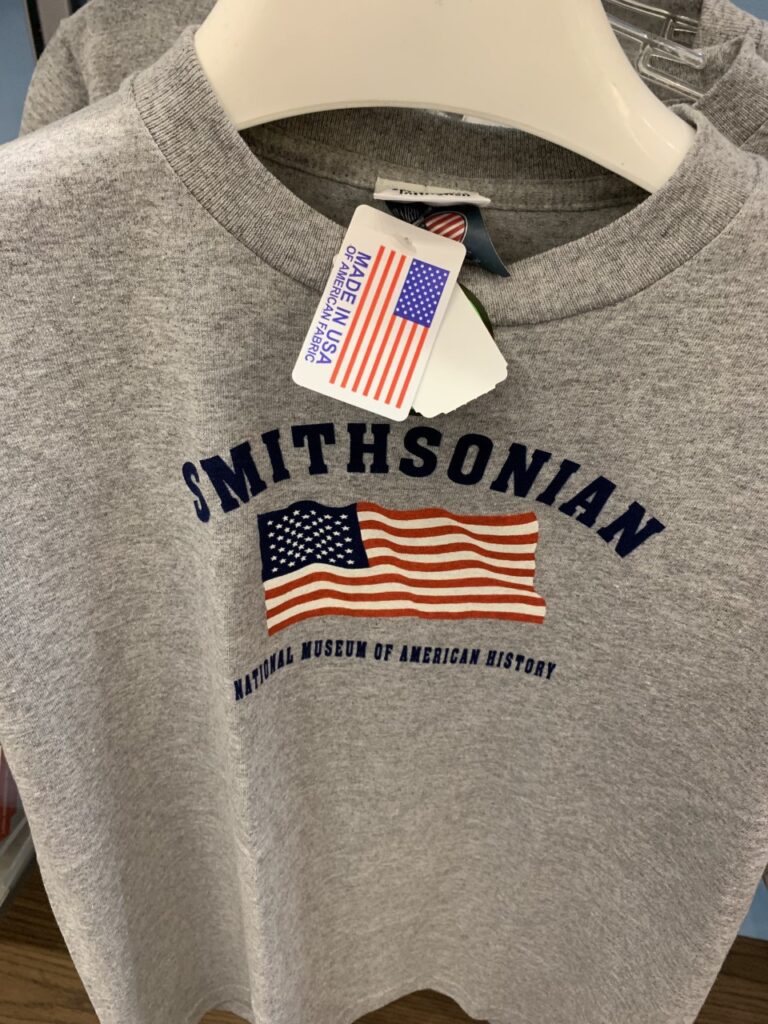 MADE IN USA
OF AMERICAN FABRIC
SMITHSONIAN
NATIONAL MUSEUM OF AMERICAN HISTORY